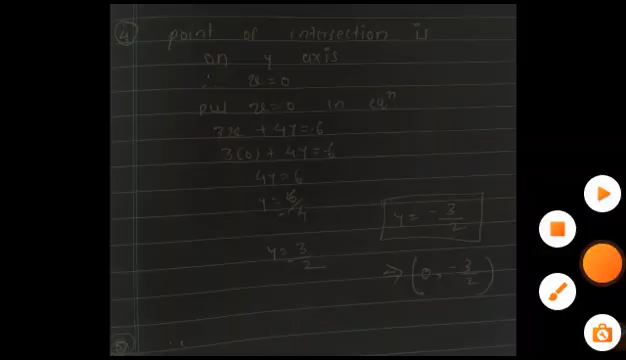 ④ point of intersection is
on y axis
∴ x=0
put x=0 in eqⁿ
3x + 4y=-6
3(0) + 4y=-6
4y=6
y=6/-4
y=3/-2
y= -3/2
⇒ (0, -3/2)
⑤